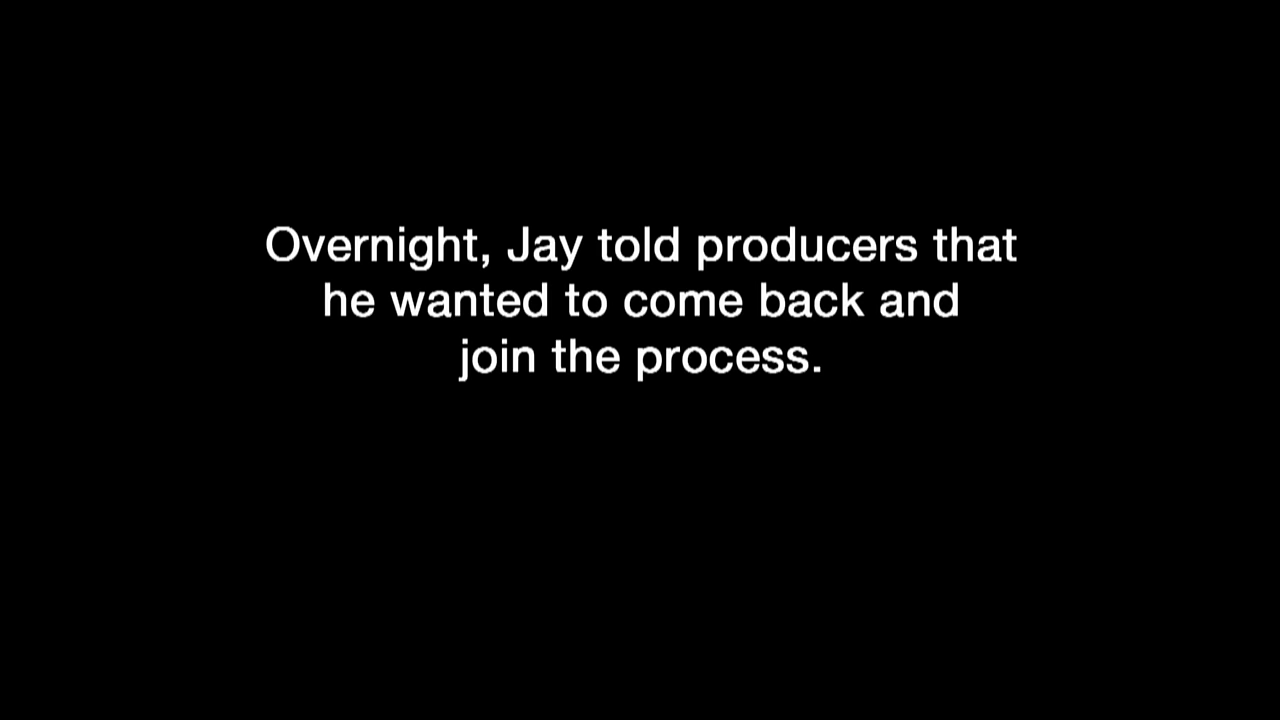 Overnight, Jay told producers that
he wanted to come back and
join the process.